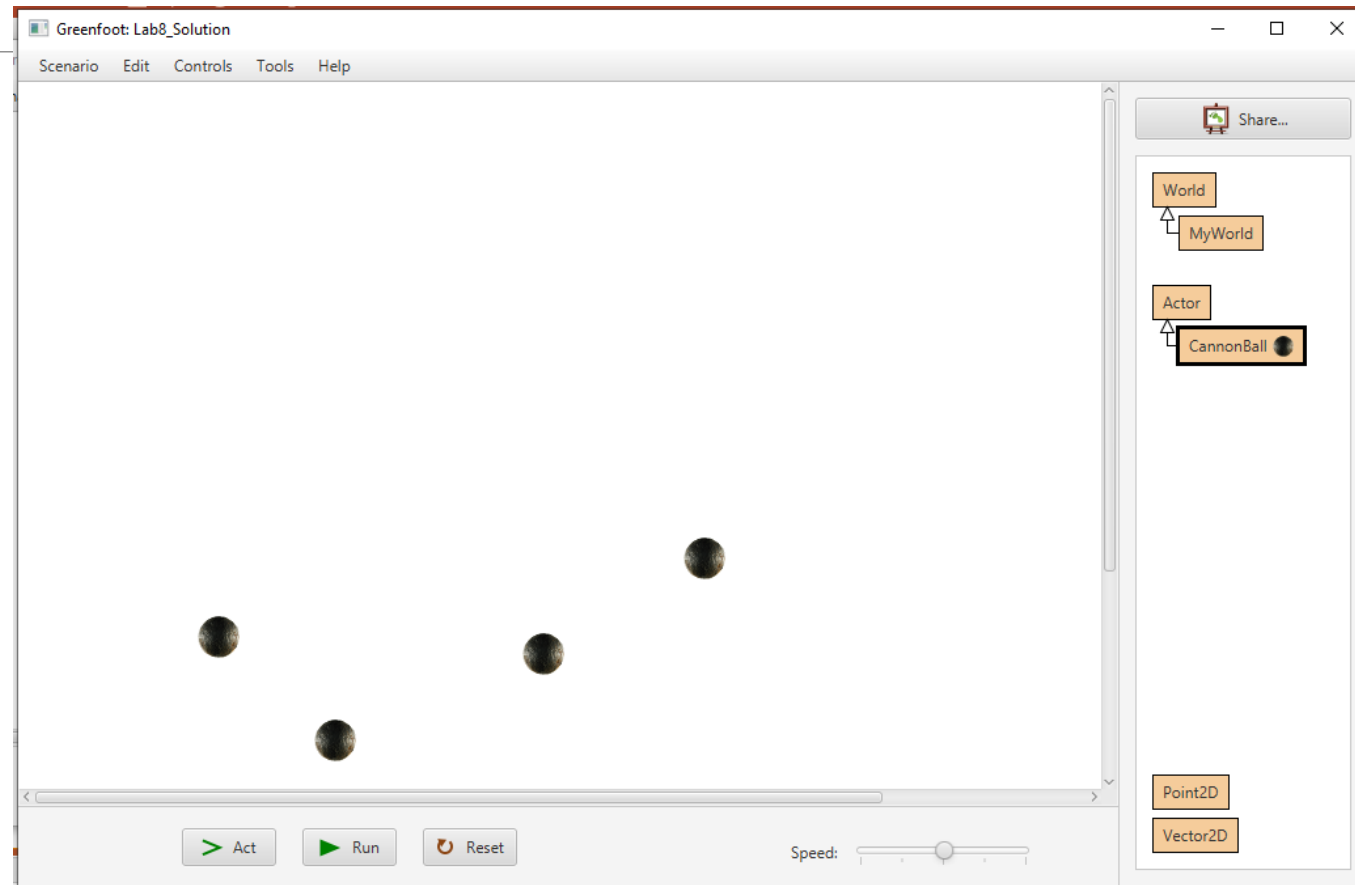 Greenfoot: Lab8_Solution
Scenario Edit Controls Tools Help
Share...
World
MyWorld
Actor
CannonBall
Point2D
Vector2D
Act Run Reset Speed: